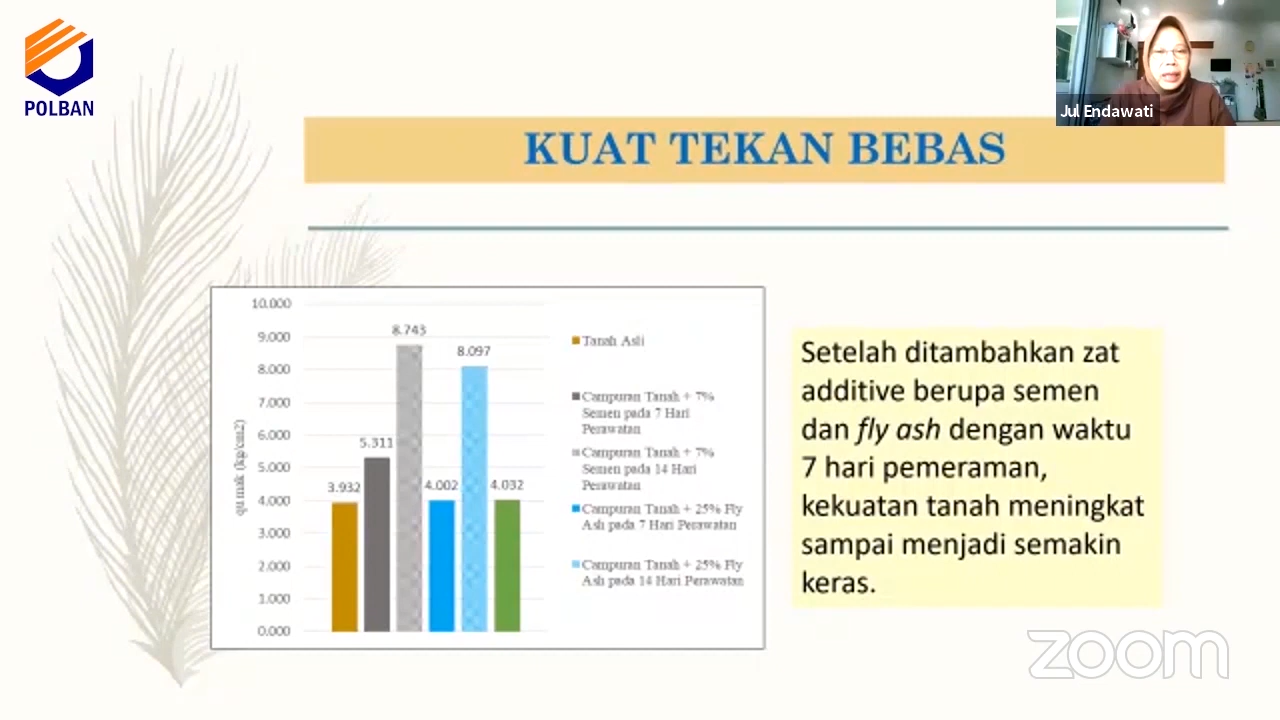 POLBAN
Jul Endawati
KUAT TEKAN BEBAS
qu mak (kg/cm2)
10.000
9.000
8.000
7.000
6.000
5.000
4.000
3.000
2.000
1.000
0.000
3.932
5.311
8.743
4.002
8.097
4.032
Tanah Asli
Campuran Tanah + 7%
Semen pada 7 Hari
Perawatan
Campuran Tanah + 7%
Semen pada 14 Hari
Perawatan
Campuran Tanah + 25% Fly
Ash pada 7 Hari Perawatan
Campuran Tanah + 25% Fly
Ash pada 14 Hari Perawatan
Setelah ditambahkan zat
additive berupa semen
dan fly ash dengan waktu
7 hari pemeraman,
kekuatan tanah meningkat
sampai menjadi semakin
keras.
zoom